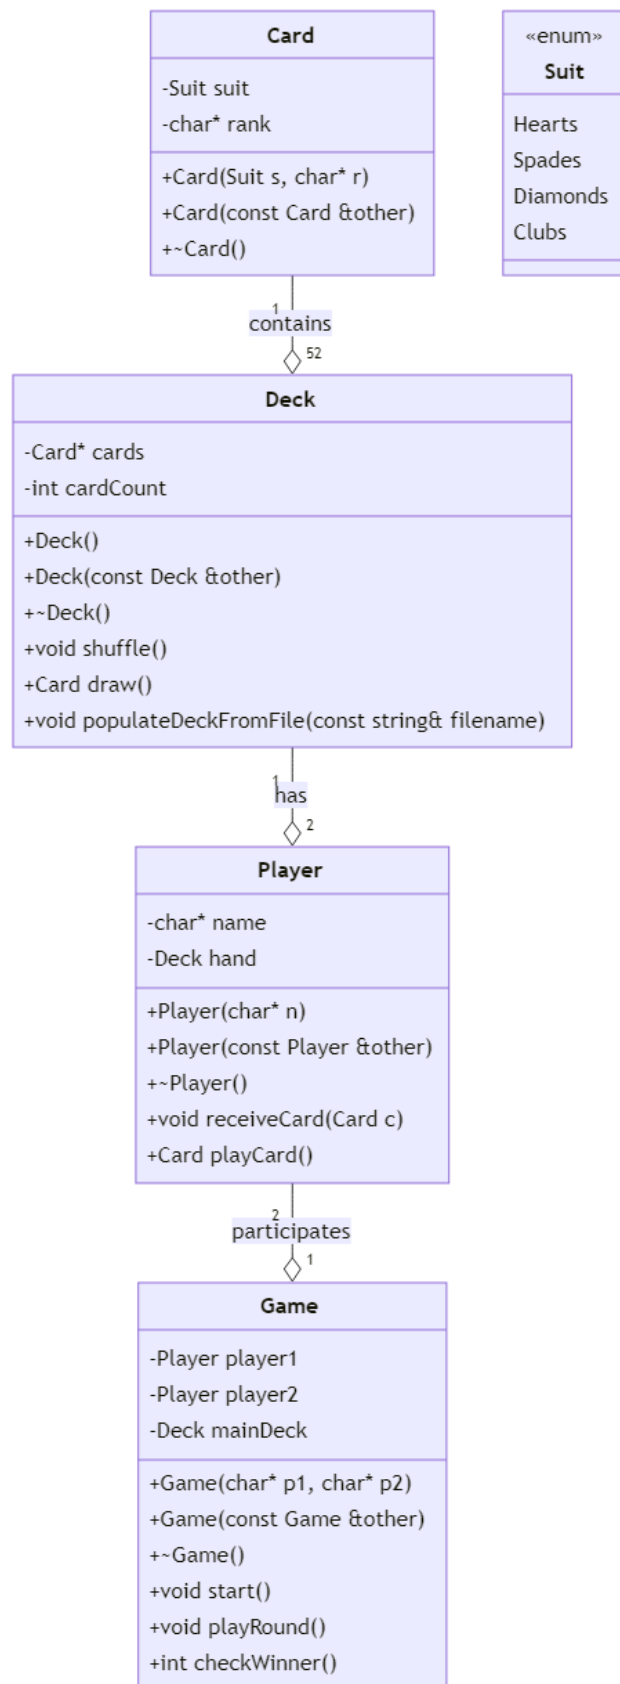 Card
-Suit suit
-char* rank
+Card(Suit s, char* r)
+Card(const Card &other)
+~Card()
«enum»
Suit
Hearts
Spades
Diamonds
Clubs
1
contains
52
Deck
-Card* cards
-int cardCount
+Deck()
+Deck(const Deck &other)
+~Deck()
+void shuffle()
+Card draw()
+void populateDeckFromFile(const string& filename)
1
has
2
Player
-char* name
-Deck hand
+Player(char* n)
+Player(const Player &other)
+~Player()
+void receiveCard(Card c)
+Card playCard()
2
participates
1
Game
-Player player1
-Player player2
-Deck mainDeck
+Game(char* p1, char* p2)
+Game(const Game &other)
+~Game()
+void start()
+void playRound()
+int checkWinner()